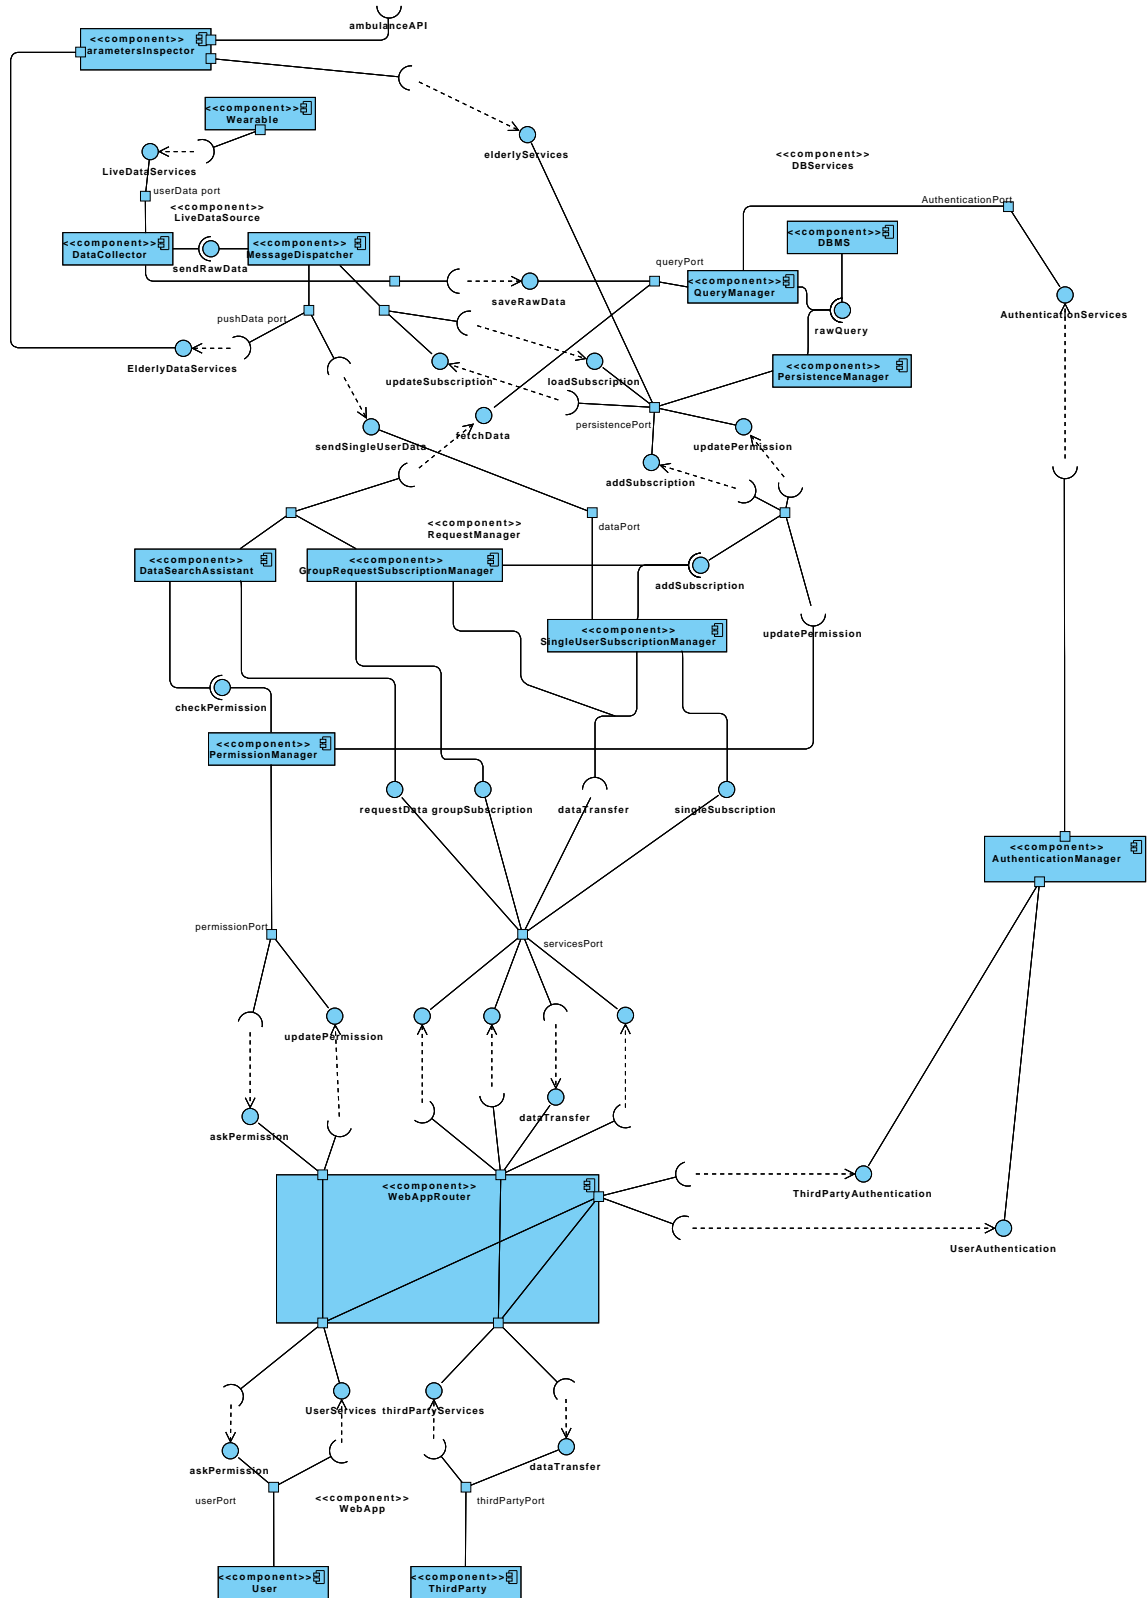 ambulanceAPI
<<component>>
arametersInspector
<<component>>
Wearable
elderlyServices
<<component>>
DBServices
LiveDataServices
userData port
<<component>>
LiveDataSource
AuthenticationPort
<<component>>
DataCollector
<<component>>
MessageDispatcher
<<component>>
DBMS
sendRawData
queryPort
<<component>>
QueryManager
saveRawData
pushData port
rawQuery
AuthenticationServices
ElderlyDataServices
updateSubscription
loadSubscription
<<component>>
PersistenceManager
persistencePort
fetchData
sendSingleUserData
updatePermission
addSubscription
<<component>>
RequestManager
dataPort
<<component>>
DataSearchAssistant
<<component>>
GroupRequestSubscriptionManager
addSubscription
<<component>>
SingleUserSubscriptionManager
updatePermission
checkPermission
<<component>>
PermissionManager
requestData
groupSubscription
dataTransfer
singleSubscription
<<component>>
AuthenticationManager
permissionPort
servicesPort
updatePermission
dataTransfer
askPermission
<<component>>
WebAppRouter
ThirdPartyAuthentication
UserAuthentication
UserServices
thirdPartyServices
askPermission
dataTransfer
userPort
<<component>>
WebApp
thirdPartyPort
<<component>>
User
<<component>>
ThirdParty